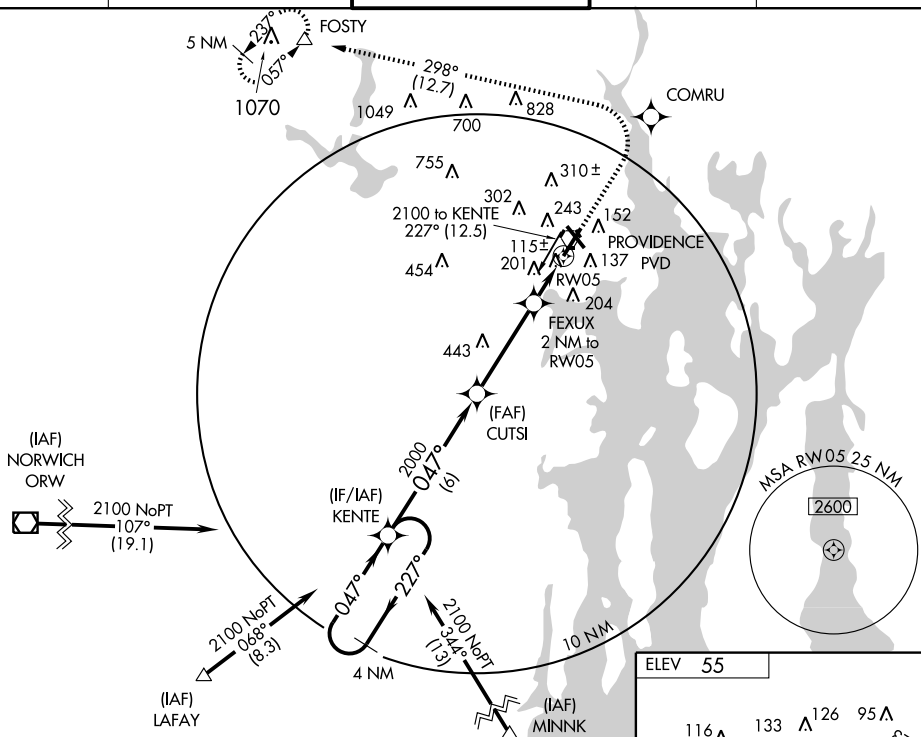 237°
FOSTY
5 NM
057°
1070
298°
(12.7)
COMRU
1049
700
828
755
310±
302
243
152
2100 to KENTE
227° (12.5)
115±
PROVIDENCE
PVD
454
201
137
RW05
204
FEXUX
2 NM to
RW05
443
(FAF)
CUTSI
(IAF)
NORWICH
ORW
2000
047°
(6)
MSA RW05 25 NM
2600
(IF/IAF)
KENTE
2100 NoPT
107°
(19.1)
047°
227°
2100 NoPT
068°
(8.3)
2100 NoPT
344°
(13)
10 NM
4 NM
(IAF)
LAFAY
(IAF)
MINNK
ELEV 55
116
133
126
95